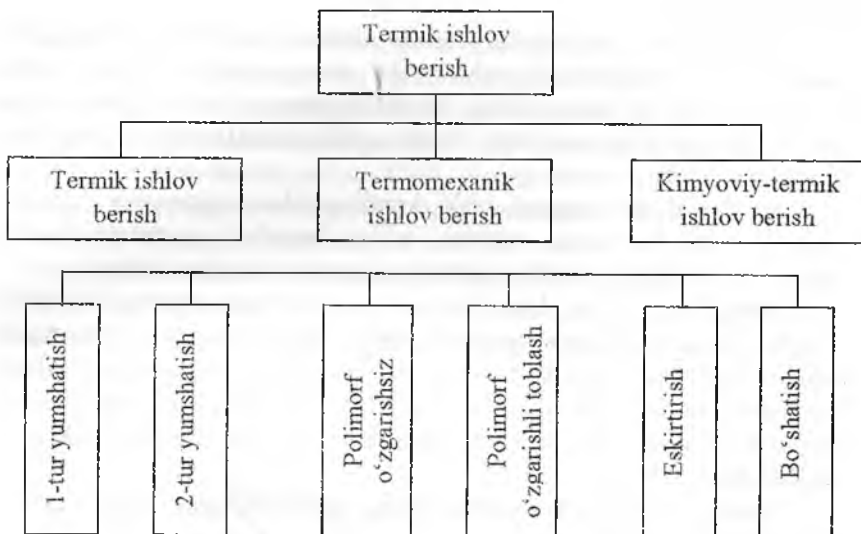 Termik ishlov
berish
Termik ishlov
berish
Termomexanik
ishlov berish
Kimyoviy-termik
ishlov berish
1-tur yumshatish
2-tur yumshatish
Polimorf
o‘zgarishsiz
Polimorf
o‘zgarishli toblash
Eskirtirish
Bo‘shatish